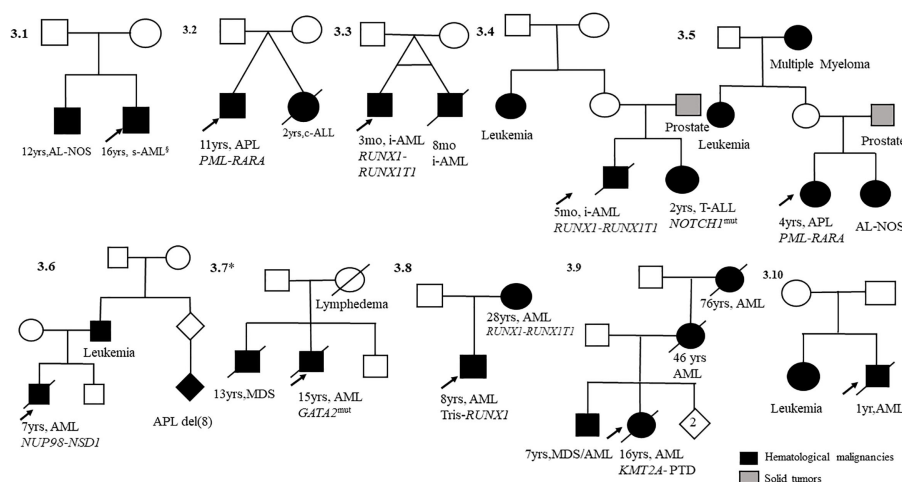 3.1
12yrs,AL-NOS
16yrs, s-AML§
3.2
11yrs, APL
PML-RARA
2yrs,c-ALL
3.3
3mo, i-AML
RUNX1-
RUNX1T1
8mo
i-AML
3.4
Leukemia
Prostate
5mo, i-AML
RUNX1-RUNX1T1
2yrs, T-ALL
NOTCH1mut
3.5
Multiple Myeloma
Leukemia
Prostate
4yrs, APL
PML-RARA
AL-NOS
3.6
Leukemia
7yrs, AML
NUP98-NSD1
APL del(8)
3.7*
Lymphedema
13yrs,MDS
15yrs, AML
GATA2mut
3.8
28yrs, AML
RUNX1-RUNX1T1
8yrs, AML
Tris-RUNX1
3.9
76yrs, AML
46 yrs
AML
7yrs,MDS/AML
16yrs, AML
KMT2A- PTD
2
3.10
Leukemia
1yr,AML
Hematological malignancies
Solid tumors